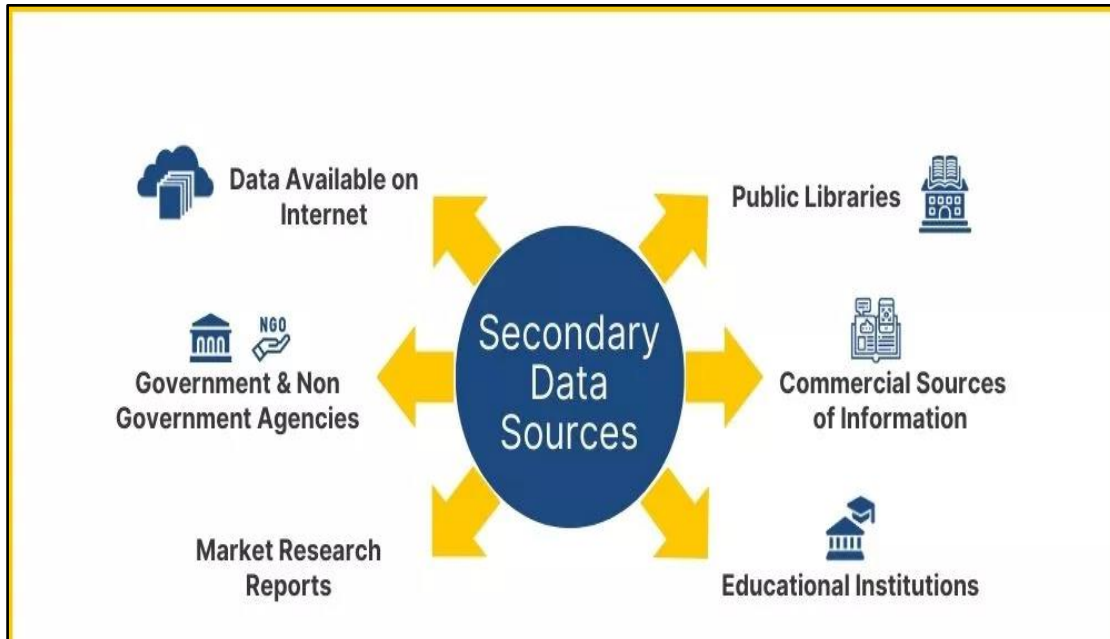 Data Available on
Internet
Public Libraries
NGO
Government & Non
Government Agencies
Secondary
Data
Sources
Commercial Sources
of Information
Market Research
Reports
Educational Institutions